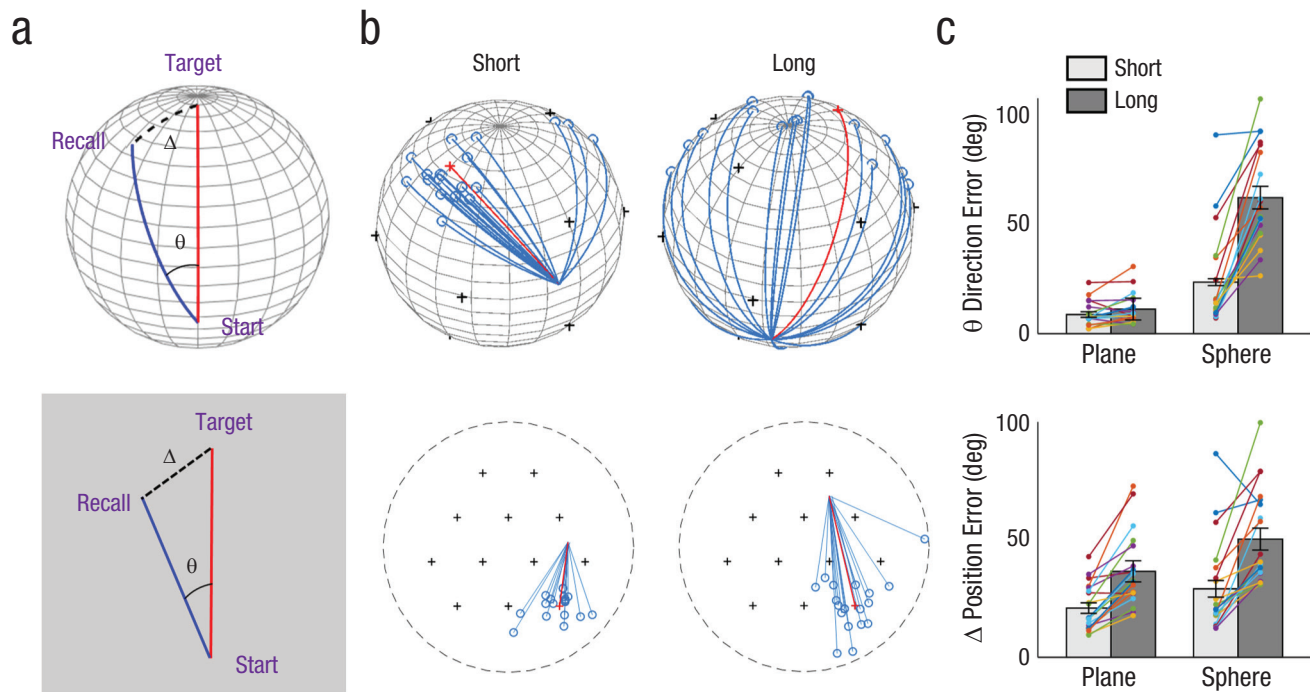 a
Target
Recall
Δ
θ
Start
Target
Δ
Recall
θ
Start
b
Short
Long
c
Short
Long
θ Direction Error (deg)
100
50
0
Plane
Sphere
Δ Position Error (deg)
100
50
0
Plane
Sphere